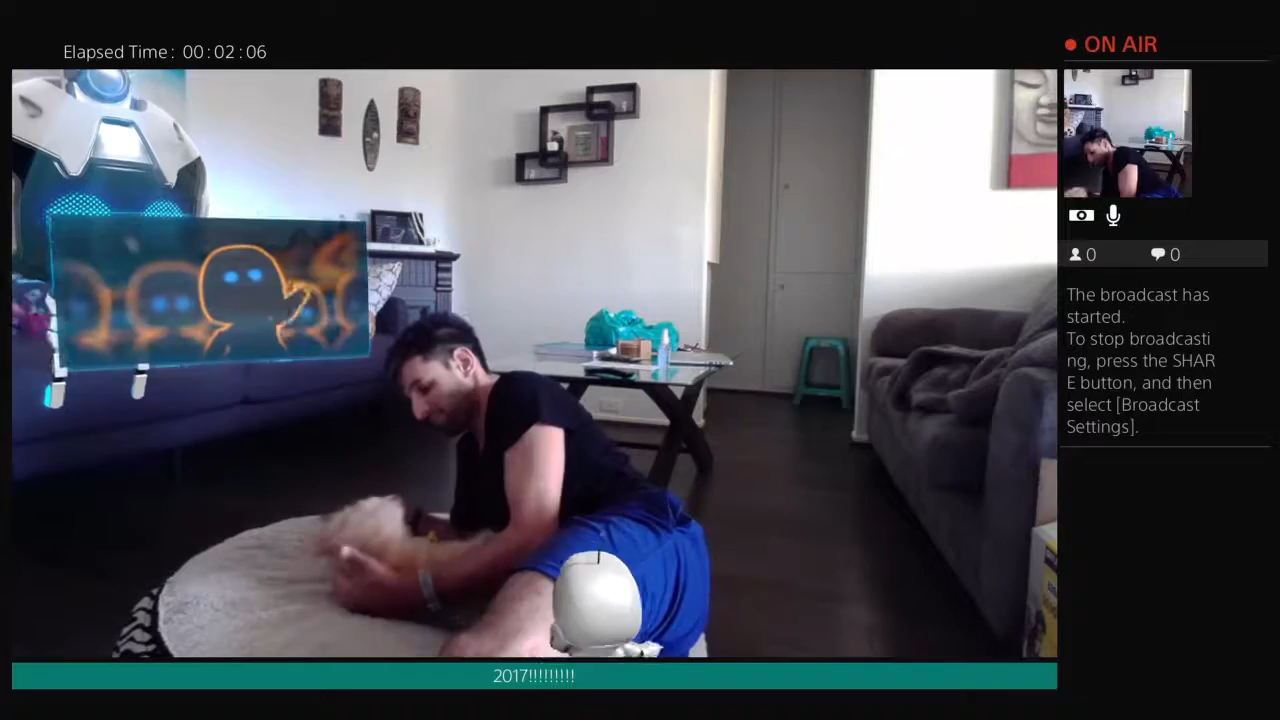 Elapsed Time: 00:02:06
ON AIR
0
0
The broadcast has
started.
To stop broadcasti
ng, press the SHAR
E button, and then
select [Broadcast
Settings].
2017!!!!!!!!!